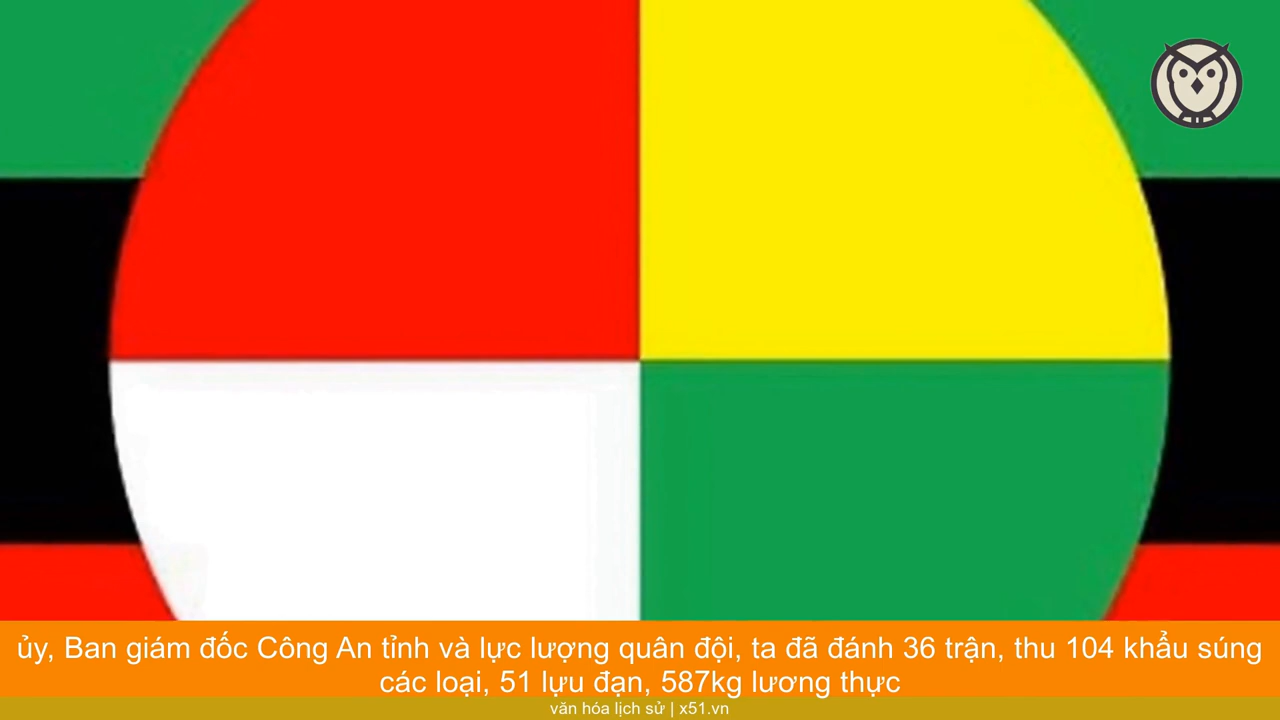 ủy, Ban giám đốc Công An tỉnh và lực lượng quân đội, ta đã đánh 36 trận, thu 104 khẩu súng
các loại, 51 lựu đạn, 587kg lương thực
văn hóa lịch sử | x51.vn